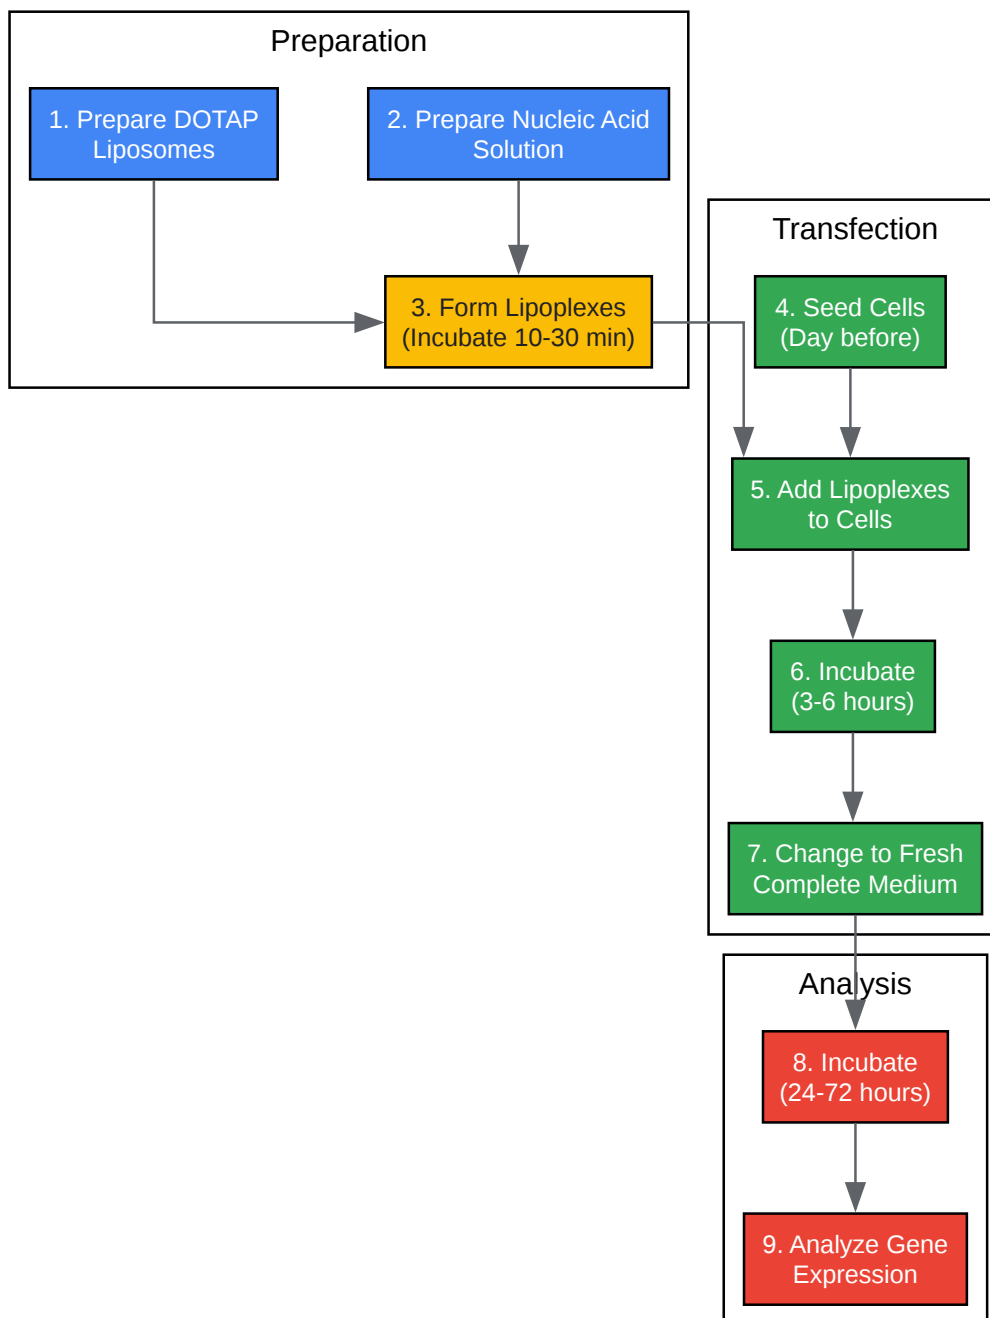 Preparation
1. Prepare DOTAP
Liposomes
2. Prepare Nucleic Acid
Solution
3. Form Lipoplexes
(Incubate 10-30 min)
Transfection
4. Seed Cells
(Day before)
5. Add Lipoplexes
to Cells
6. Incubate
(3-6 hours)
7. Change to Fresh
Complete Medium
Analysis
8. Incubate
(24-72 hours)
9. Analyze Gene
Expression